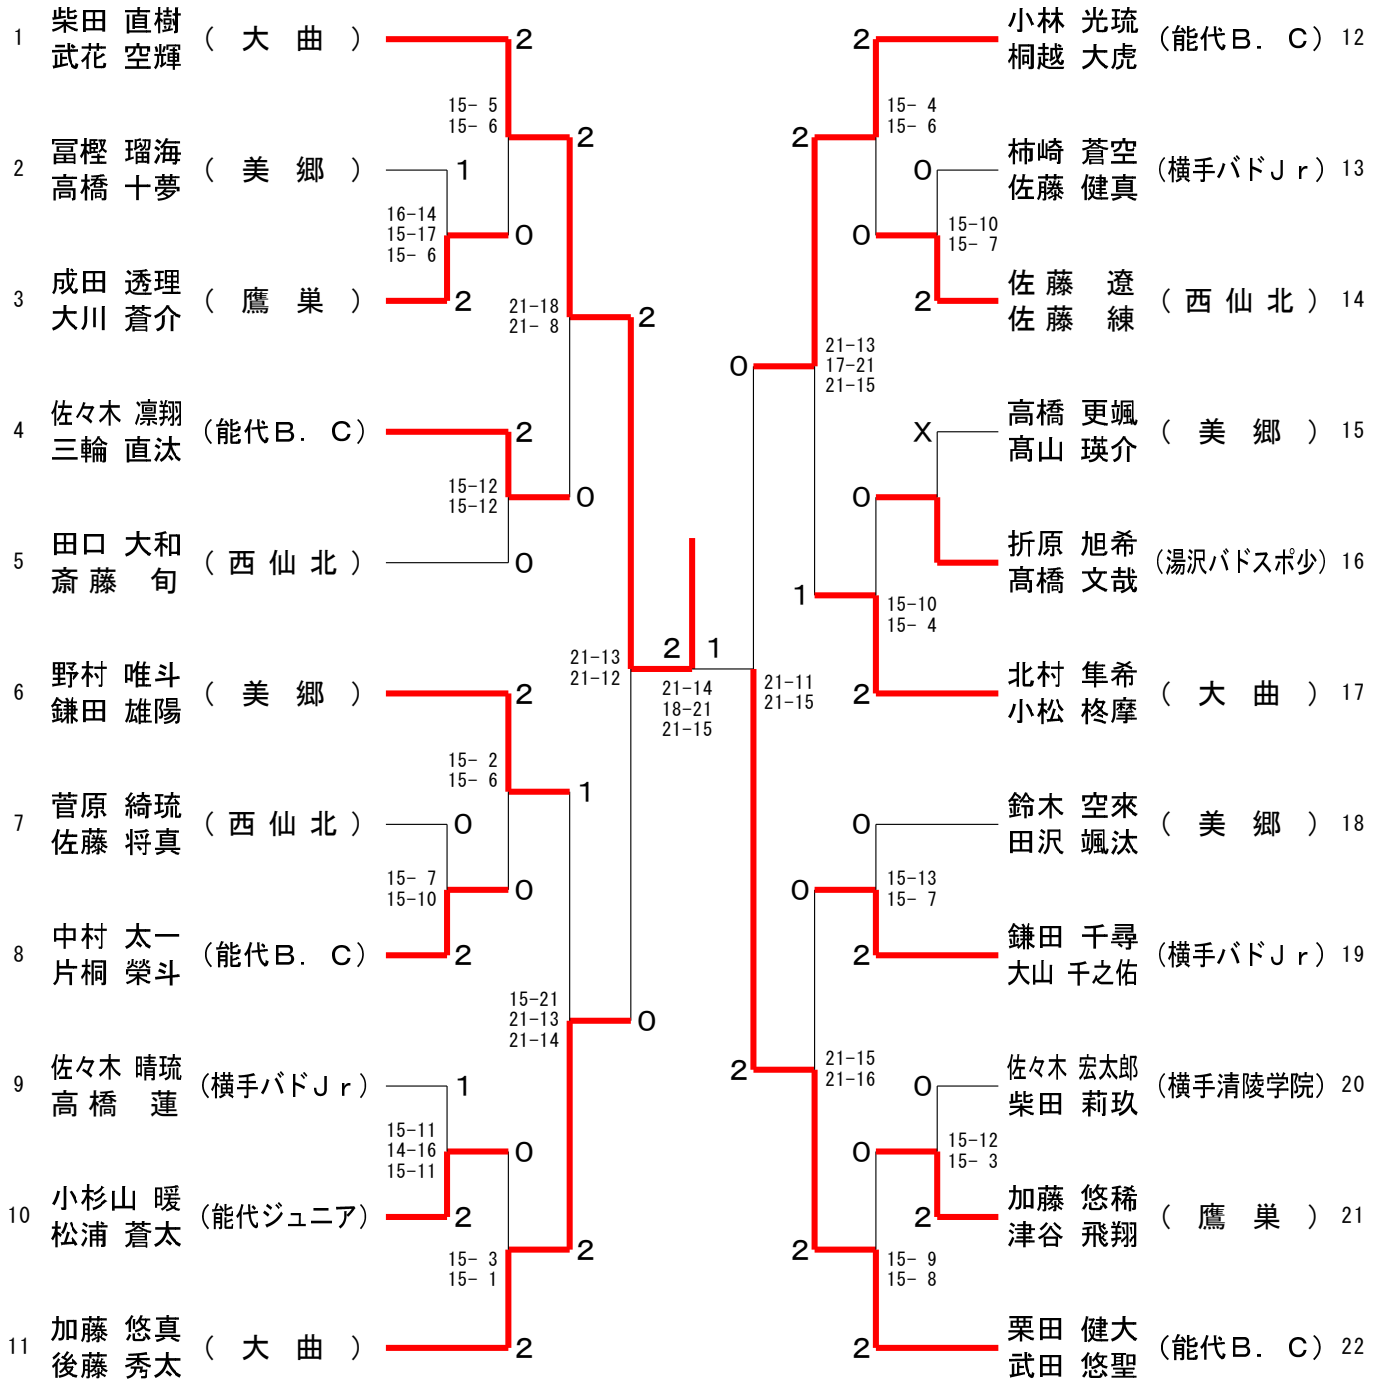 1 柴田 直樹
武花 空輝 ( 大 曲 ) 2
15- 5
15- 6
2
2 冨樫 瑠海
高橋 十夢 ( 美 郷 ) 1
16-14
15-17
15- 6
0
3 成田 透理
大川 蒼介 ( 鷹 巣 ) 2
21-18
21- 8
2
4 佐々木 凛翔
三輪 直汰 (能代B. C) 2
15-12
15-12
0
5 田口 大和
斎藤 旬 ( 西 仙 北 ) 0
21-13
21-12
6 野村 唯斗
鎌田 雄陽 ( 美 郷 ) 2
15- 2
15- 6
1
7 菅原 綺琉
佐藤 将真 ( 西 仙 北 ) 0
15- 7
15-10
0
8 中村 太一
片桐 榮斗 (能代B. C) 2
15-21
21-13
21-14
0
9 佐々木 晴琉
高橋 蓮 (横手バドJr) 1
15-11
14-16
15-11
0
10 小杉山 暖
松浦 蒼太 (能代ジュニア) 2
15- 3
15- 1
2
11 加藤 悠真
後藤 秀太 ( 大 曲 ) 2
2 1
21-14
18-21
21-15
2 小林 光琉
桐越 大虎 (能代B. C) 12
15- 4
15- 6
2
0 柿崎 蒼空
佐藤 健真 (横手バドJr) 13
15-10
15- 7
0
2 佐藤 遼
佐藤 練 ( 西 仙 北 ) 14
21-13
17-21
21-15
0
X 高橋 更颯
髙山 瑛介 ( 美 郷 ) 15
0
折原 旭希
髙橋 文哉 (湯沢バドスポ少) 16
15-10
15- 4
1
2 北村 隼希
小松 柊摩 ( 大 曲 ) 17
21-11
21-15
0 鈴木 空來
田沢 颯汰 ( 美 郷 ) 18
15-13
15- 7
0
2 鎌田 千尋
大山 千之佑 (横手バドJr) 19
21-15
21-16
2
0 佐々木 宏太郎
柴田 莉玖 (横手清陵学院) 20
15-12
15- 3
0
2 加藤 悠稀
津谷 飛翔 ( 鷹 巣 ) 21
15- 9
15- 8
2
2 栗田 健大
武田 悠聖 (能代B. C) 22